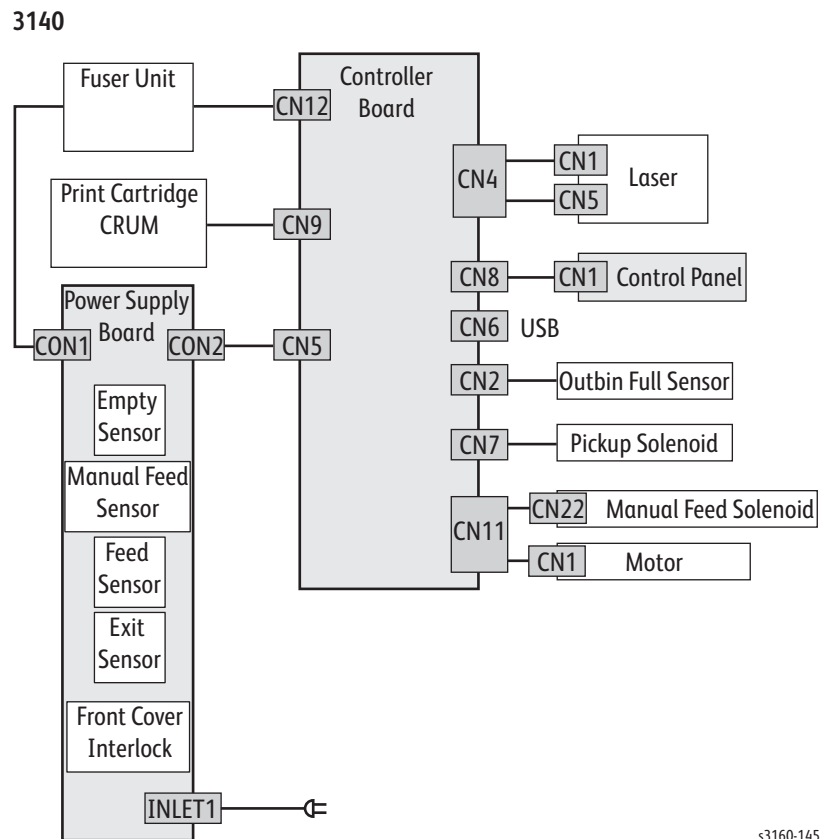 3140
Fuser Unit
Controller
Board
CN12
CN4
CN1
CN5
Laser
Print Cartridge
CRUM
CN9
CN8
CN1
Control Panel
Power Supply
Board
CON1
CON2
CN5
CN6
USB
CN2
Outbin Full Sensor
Empty
Sensor
CN7
Pickup Solenoid
Manual Feed
Sensor
CN11
CN22
Manual Feed Solenoid
CN1
Motor
Feed
Sensor
Exit
Sensor
Front Cover
Interlock
INLET1
s3160-145